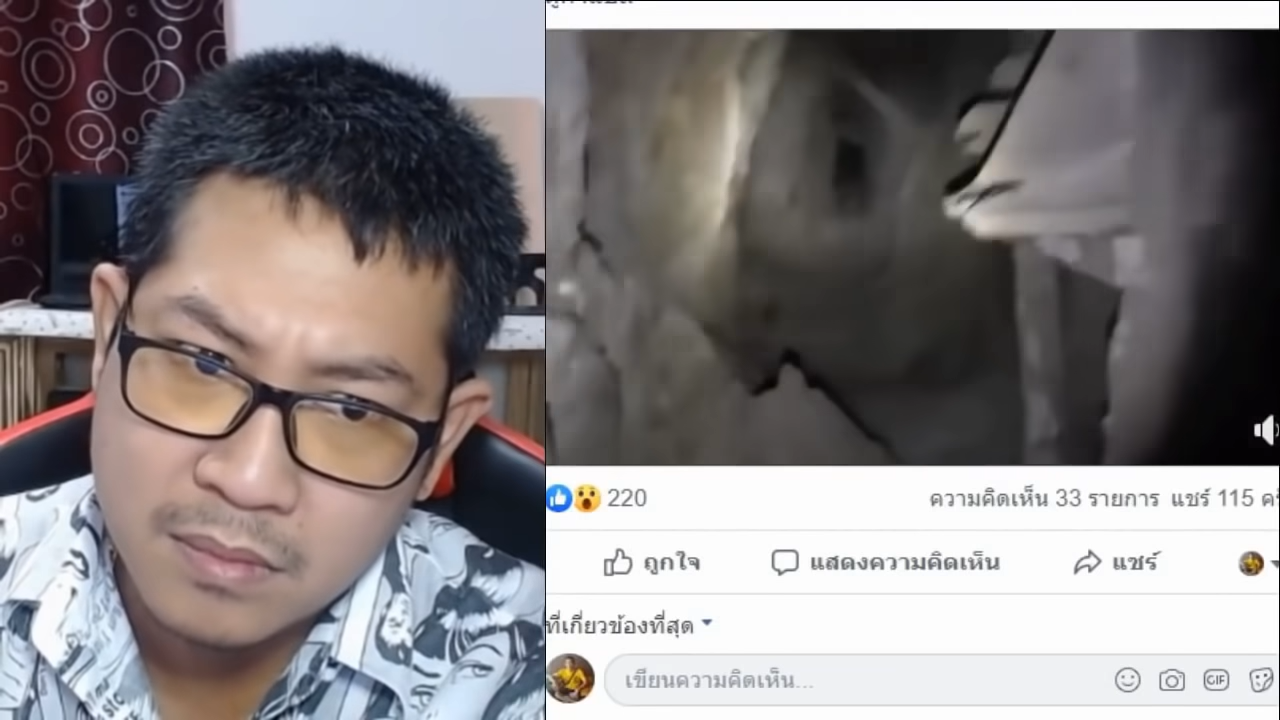 220
ความคิดเห็น 33 รายการ แชร์ 115
ถูกใจ
แสดงความคิดเห็น
แชร์
ที่เกี่ยวข้องที่สุด
เขียนความคิดเห็น...
GIF